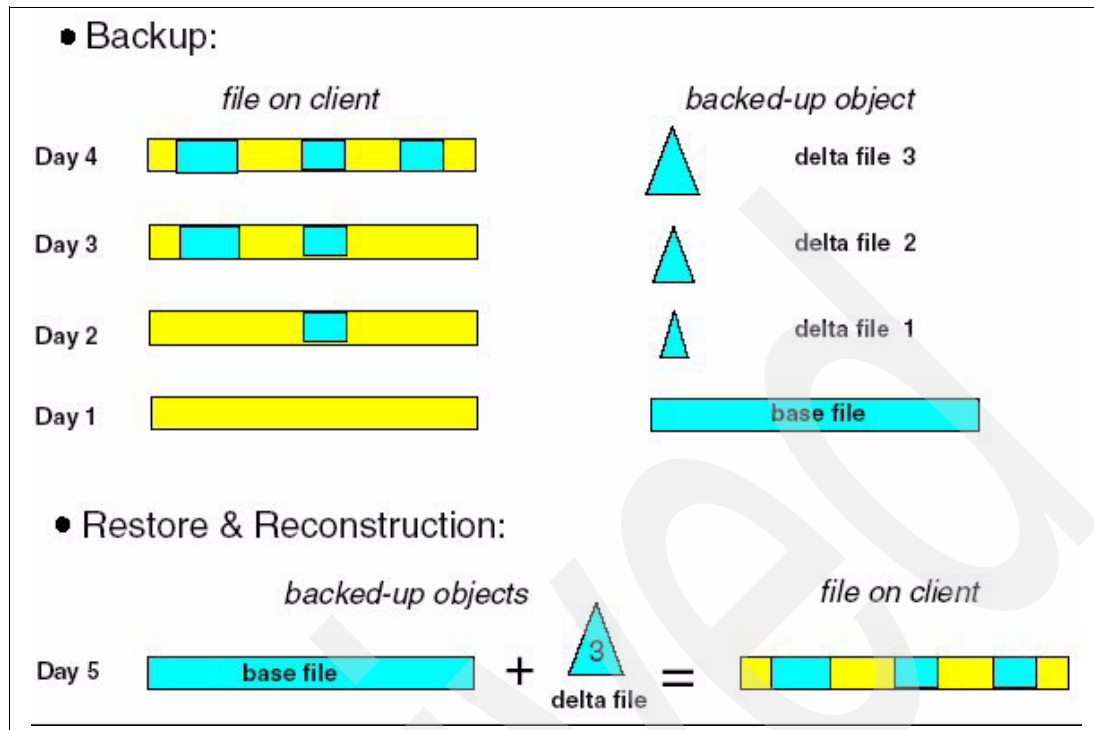 • Backup:
file on client backed-up object
Day 4 delta file 3
Day 3 delta file 2
Day 2 delta file 1
Day 1 base file
• Restore & Reconstruction:
backed-up objects file on client
Day 5 base file + 3 =
delta file